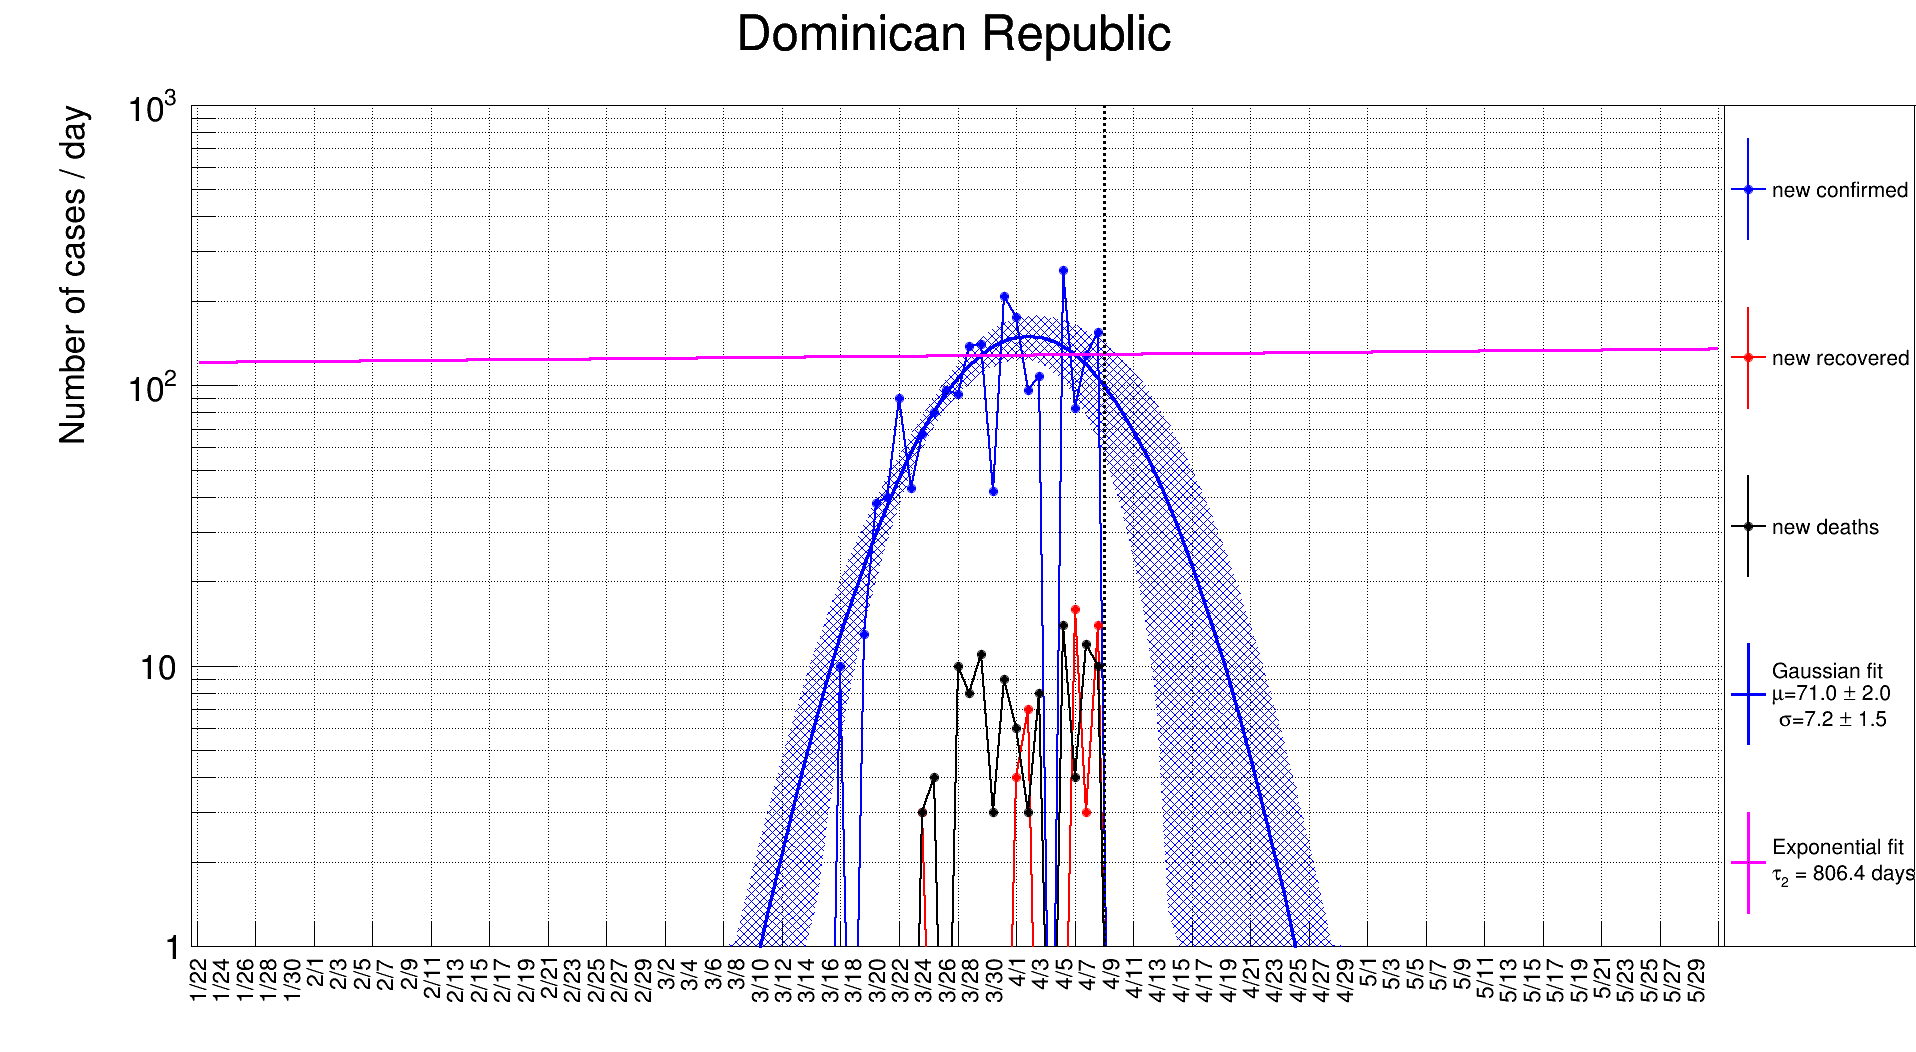 Dominican Republic
Number of cases / day
10³
10²
10
1
1/22 1/24 1/26 1/28 1/30 2/1 2/3 2/5 2/7 2/9 2/11 2/13 2/15 2/17 2/19 2/21 2/23 2/25 2/27 2/29 3/2 3/4 3/6 3/8 3/10 3/12 3/14 3/16 3/18 3/20 3/22 3/24 3/26 3/28 3/30 4/1 4/3 4/5 4/7 4/9 4/11 4/13 4/15 4/17 4/19 4/21 4/23 4/25 4/27 4/29 5/1 5/3 5/5 5/7 5/9 5/11 5/13 5/15 5/17 5/19 5/21 5/23 5/25 5/27 5/29
new confirmed
new recovered
new deaths
Gaussian fit
μ=71.0 ± 2.0
σ=7.2 ± 1.5
Exponential fit
τ₂ = 806.4 days